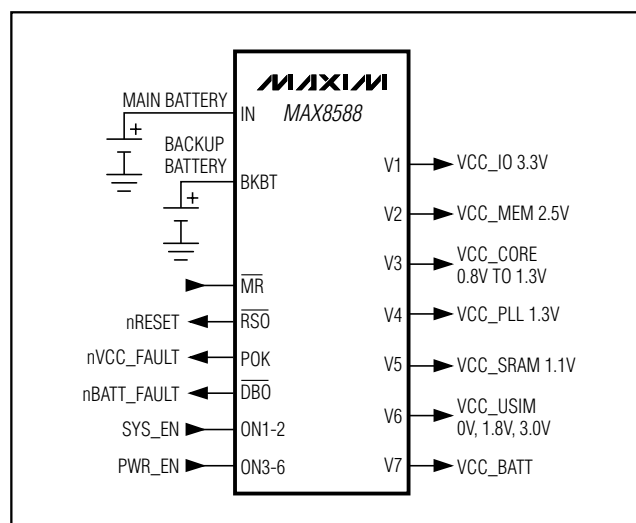 MAXIM
MAX8588
MAIN BATTERY
+
IN
BACKUP
BATTERY
+
BKBT
MR
nRESET
RSO
nVCC_FAULT
POK
nBATT_FAULT
DBO
SYS_EN
ON1-2
PWR_EN
ON3-6
V1
VCC_IO 3.3V
V2
VCC_MEM 2.5V
V3
VCC_CORE
0.8V TO 1.3V
V4
VCC_PLL 1.3V
V5
VCC_SRAM 1.1V
V6
VCC_USIM
0V, 1.8V, 3.0V
V7
VCC_BATT